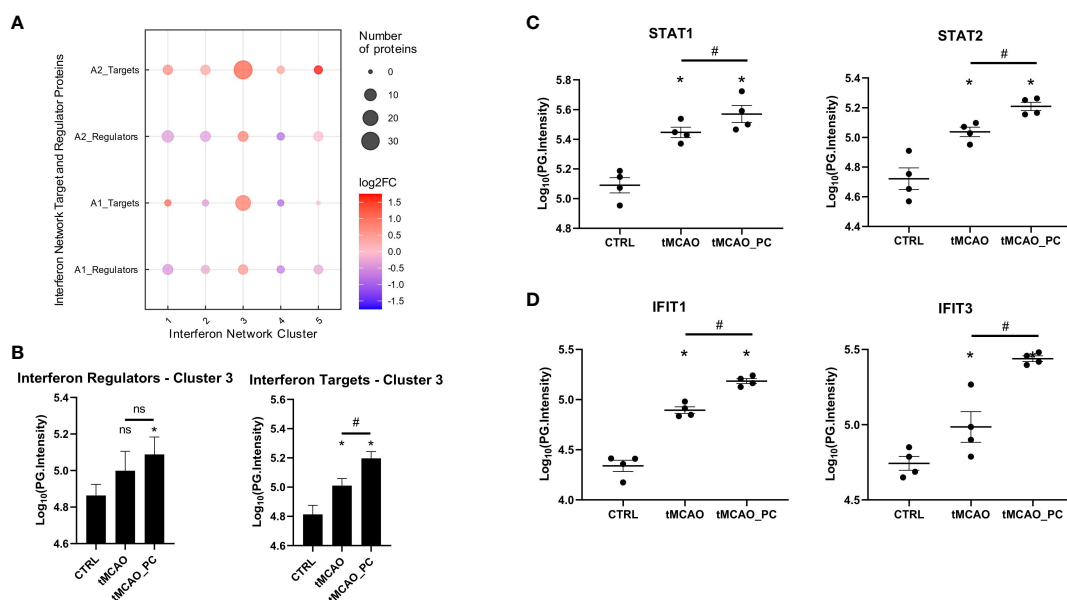 A
Interferon Network Target and Regulator Proteins
A2_Targets
A2_Regulators
A1_Targets
A1_Regulators
1
2
3
4
5
Interferon Network Cluster
Number
of proteins
0
10
20
30
log2FC
1.5
1.0
0.5
0.0
-0.5
-1.0
-1.5
B
Interferon Regulators - Cluster 3
Log10(PG.Intensity)
5.4
5.2
5.0
4.8
4.6
ns
ns
*
CTRL
tMCAO
tMCAO_PC
Interferon Targets - Cluster 3
Log10(PG.Intensity)
5.4
5.2
5.0
4.8
4.6
#
*
*
CTRL
tMCAO
tMCAO_PC
C
STAT1
Log10(PG.Intensity)
5.8
5.6
5.4
5.2
5.0
4.8
#
*
*
CTRL
tMCAO
tMCAO_PC
STAT2
Log10(PG.Intensity)
5.4
5.2
5.0
4.8
4.6
4.4
#
*
*
CTRL
tMCAO
tMCAO_PC
D
IFIT1
Log10(PG.Intensity)
5.5
5.0
4.5
4.0
#
*
*
CTRL
tMCAO
tMCAO_PC
IFIT3
Log10(PG.Intensity)
5.5
5.0
4.5
#
*
*
CTRL
tMCAO
tMCAO_PC